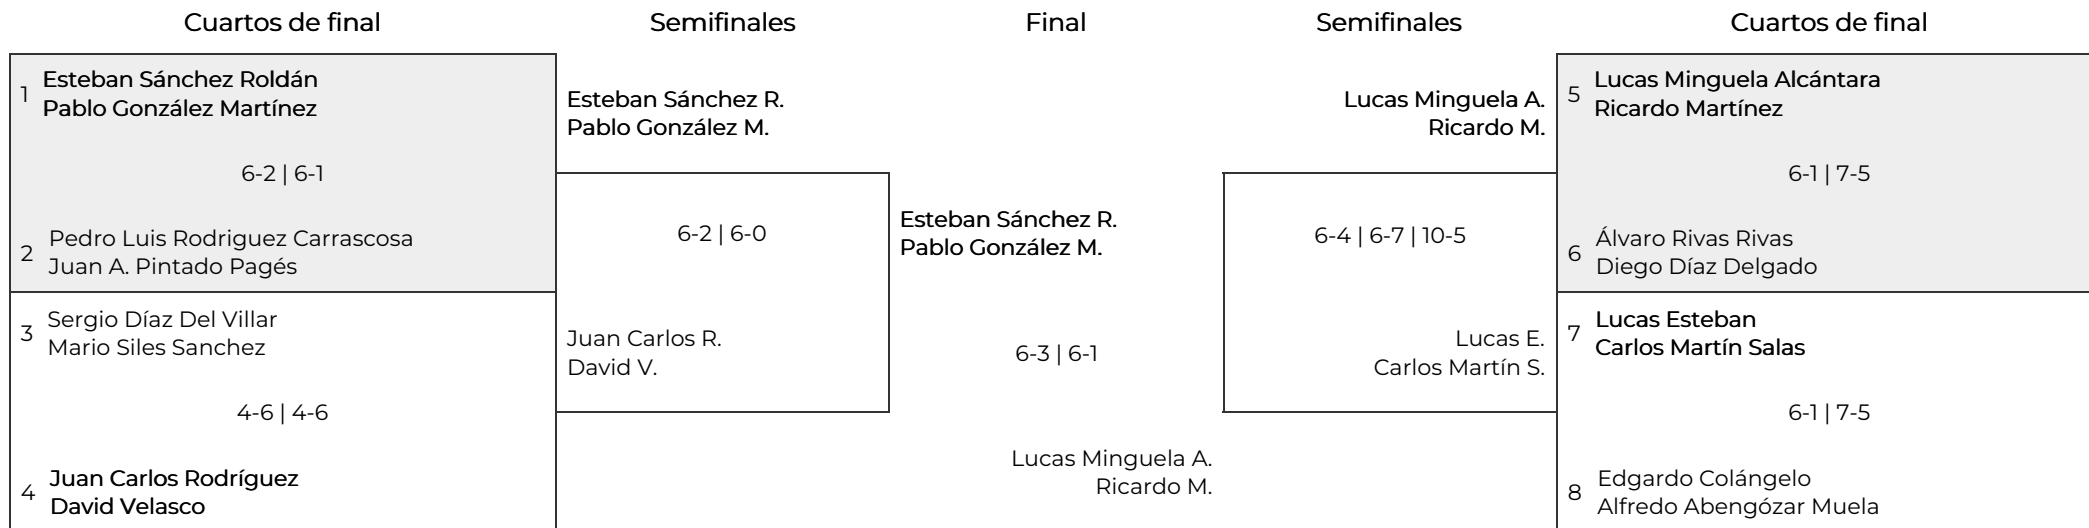 Cuartos de final
Semifinales
Final
Semifinales
Cuartos de final
1
Esteban Sánchez Roldán
Pablo González Martínez
6-2 | 6-1
2
Pedro Luis Rodriguez Carrascosa
Juan A. Pintado Pagés
3
Sergio Díaz Del Villar
Mario Siles Sanchez
4-6 | 4-6
4
Juan Carlos Rodríguez
David Velasco
Esteban Sánchez R.
Pablo González M.
6-2 | 6-0
Juan Carlos R.
David V.
Esteban Sánchez R.
Pablo González M.
6-3 | 6-1
Lucas Minguela A.
Ricardo M.
Lucas Minguela A.
Ricardo M.
6-4 | 6-7 | 10-5
Lucas E.
Carlos Martín S.
5
Lucas Minguela Alcántara
Ricardo Martínez
6-1 | 7-5
6
Álvaro Rivas Rivas
Diego Díaz Delgado
7
Lucas Esteban
Carlos Martín Salas
6-1 | 7-5
8
Edgardo Colángelo
Alfredo Abengózar Muela